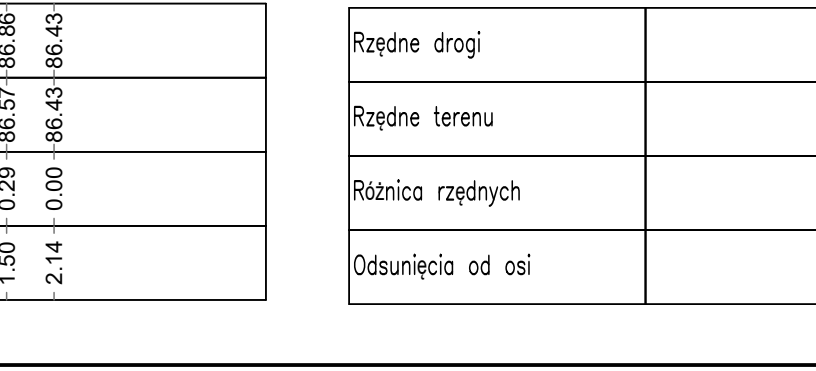 86.86 86.43
86.57 86.43
0.29 0.00
1.50 2.14
Rzędne drogi
Rzędne terenu
Różnica rzędnych
Odsunięcia od osi